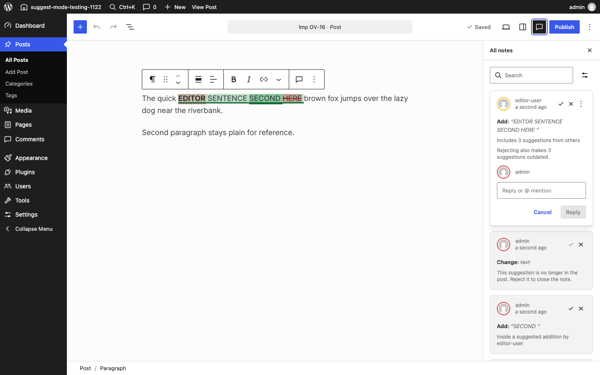 suggest-mode-testing-1122
Ctrl+K
0
New
View Post
admin
Dashboard
Posts
All Posts
Add Post
Categories
Tags
Media
Pages
Comments
Appearance
Plugins
Users
Tools
Settings
Collapse Menu
Imp OV-16 · Post
Saved
Publish
B
I
The quick EDITOR SENTENCE SECOND HERE brown fox jumps over the lazy
dog near the riverbank.
Second paragraph stays plain for reference.
All notes
Search
editor-user
a second ago
Add: "EDITOR SENTENCE
SECOND HERE "
Includes 3 suggestions from others
Rejecting also makes 3
suggestions outdated.
admin
Reply or @ mention
Cancel
Reply
admin
a second ago
Change: text
This suggestion is no longer in the
post. Reject it to close the note.
admin
a second ago
Add: "SECOND "
Inside a suggested addition by
editor-user
Post / Paragraph